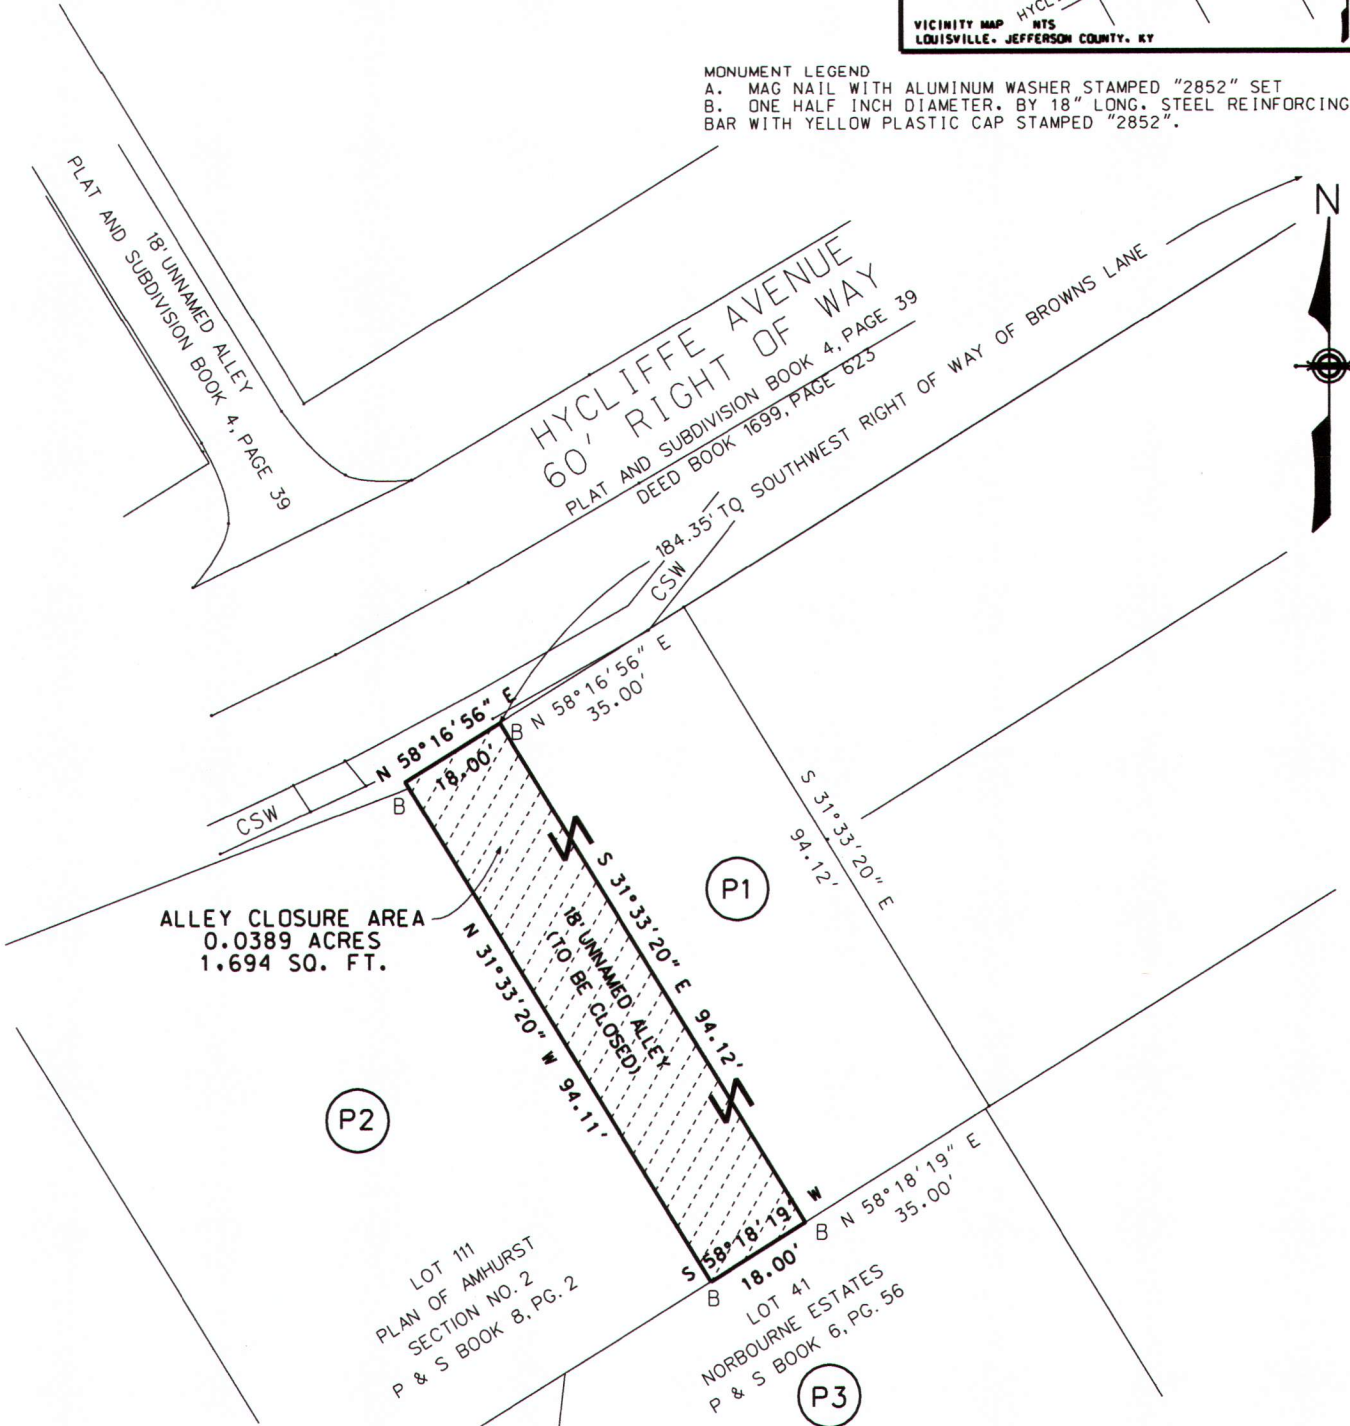 HYCL
VICINITY MAP NTS
LOUISVILLE. JEFFERSON COUNTY. KY
MONUMENT LEGEND
A. MAG NAIL WITH ALUMINUM WASHER STAMPED "2852" SET
B. ONE HALF INCH DIAMETER. BY 18" LONG. STEEL REINFORCING
BAR WITH YELLOW PLASTIC CAP STAMPED "2852".
N
18' UNNAMED ALLEY
PLAT AND SUBDIVISION BOOK 4, PAGE 39
HYCLIFFE AVENUE
60' RIGHT OF WAY
PLAT AND SUBDIVISION BOOK 4, PAGE 39
DEED BOOK 1699, PAGE 623
184.35' TO SOUTHWEST RIGHT OF WAY OF BROWNS LANE
CSW
N 58°16'56" E
35.00'
N 58°16'56" E
18.00'
B
B
CSW
S 31°33'20" E
94.12'
P1
ALLEY CLOSURE AREA
0.0389 ACRES
1.694 SQ. FT.
S 31°33'20" E 94.12'
18' UNNAMED ALLEY
(TO BE CLOSED)
N 31°33'20" W 94.11'
P2
N 58°18'19" E
35.00'
S 58°18'19" W
18.00'
B
B
LOT 111
PLAN OF AMHURST
SECTION NO. 2
P & S BOOK 8, PG. 2
LOT 41
NORBOURNE ESTATES
P & S BOOK 6, PG. 56
P3